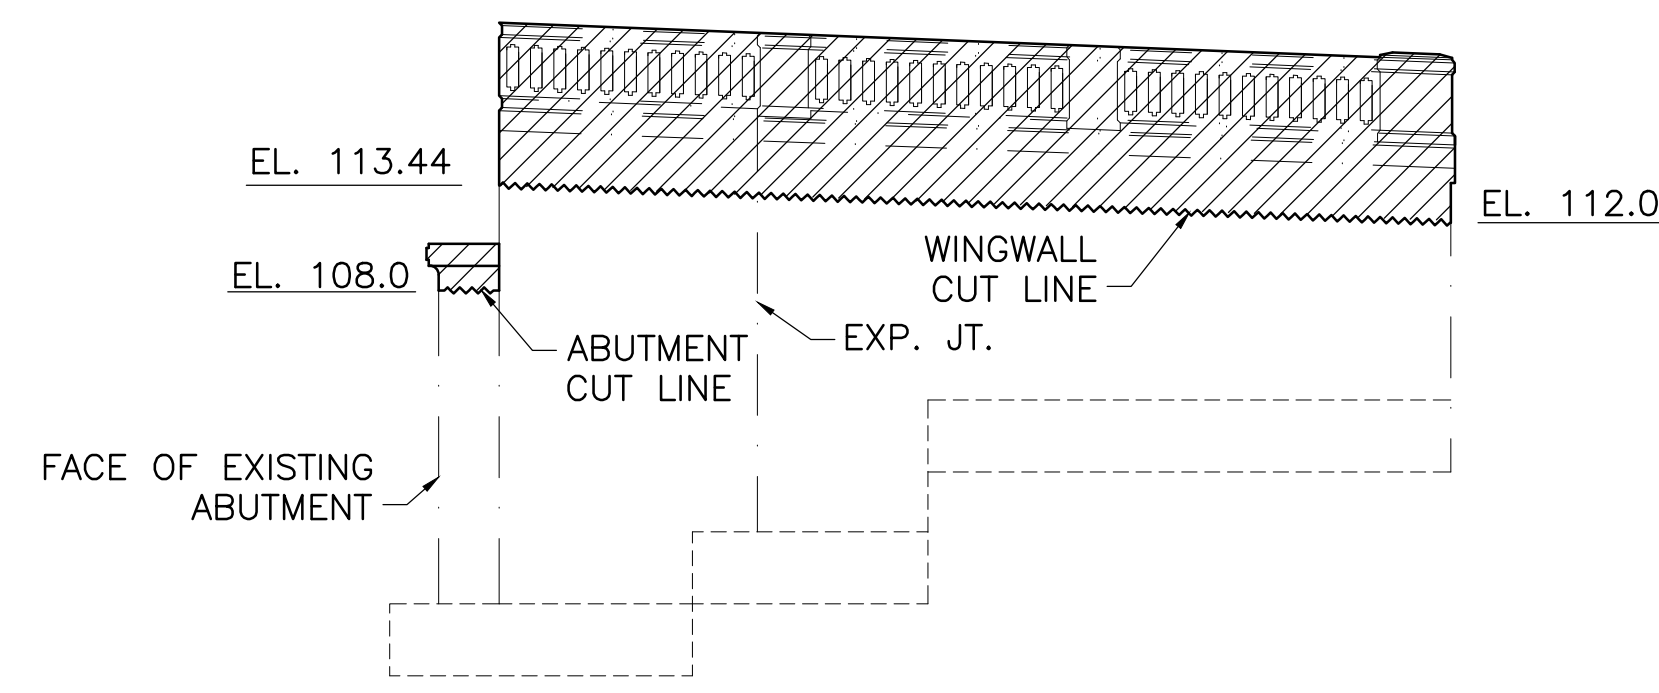 EL. 113.44
EL. 112.0
WINGWALL
CUT LINE
EL. 108.0
EXP. JT.
ABUTMENT
CUT LINE
FACE OF EXISTING
ABUTMENT